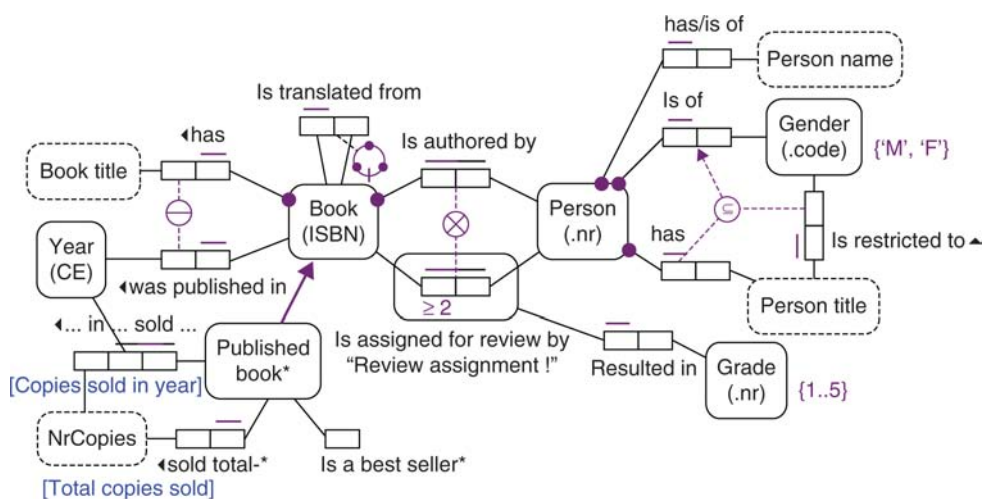 has/is of
Person name
Is translated from
Is of
Gender
(.code)
{'M', 'F'}
◂has
Is authored by
Book title
Book
(ISBN)
Person
(.nr)
⊆
Year
(CE)
has
Is restricted to ▴
◂was published in
≥ 2
Person title
◂... in ... sold ...
Published
book*
Is assigned for review by
"Review assignment !"
Resulted in
Grade
(.nr)
{1..5}
[Copies sold in year]
NrCopies
◂sold total-*
Is a best seller*
[Total copies sold]